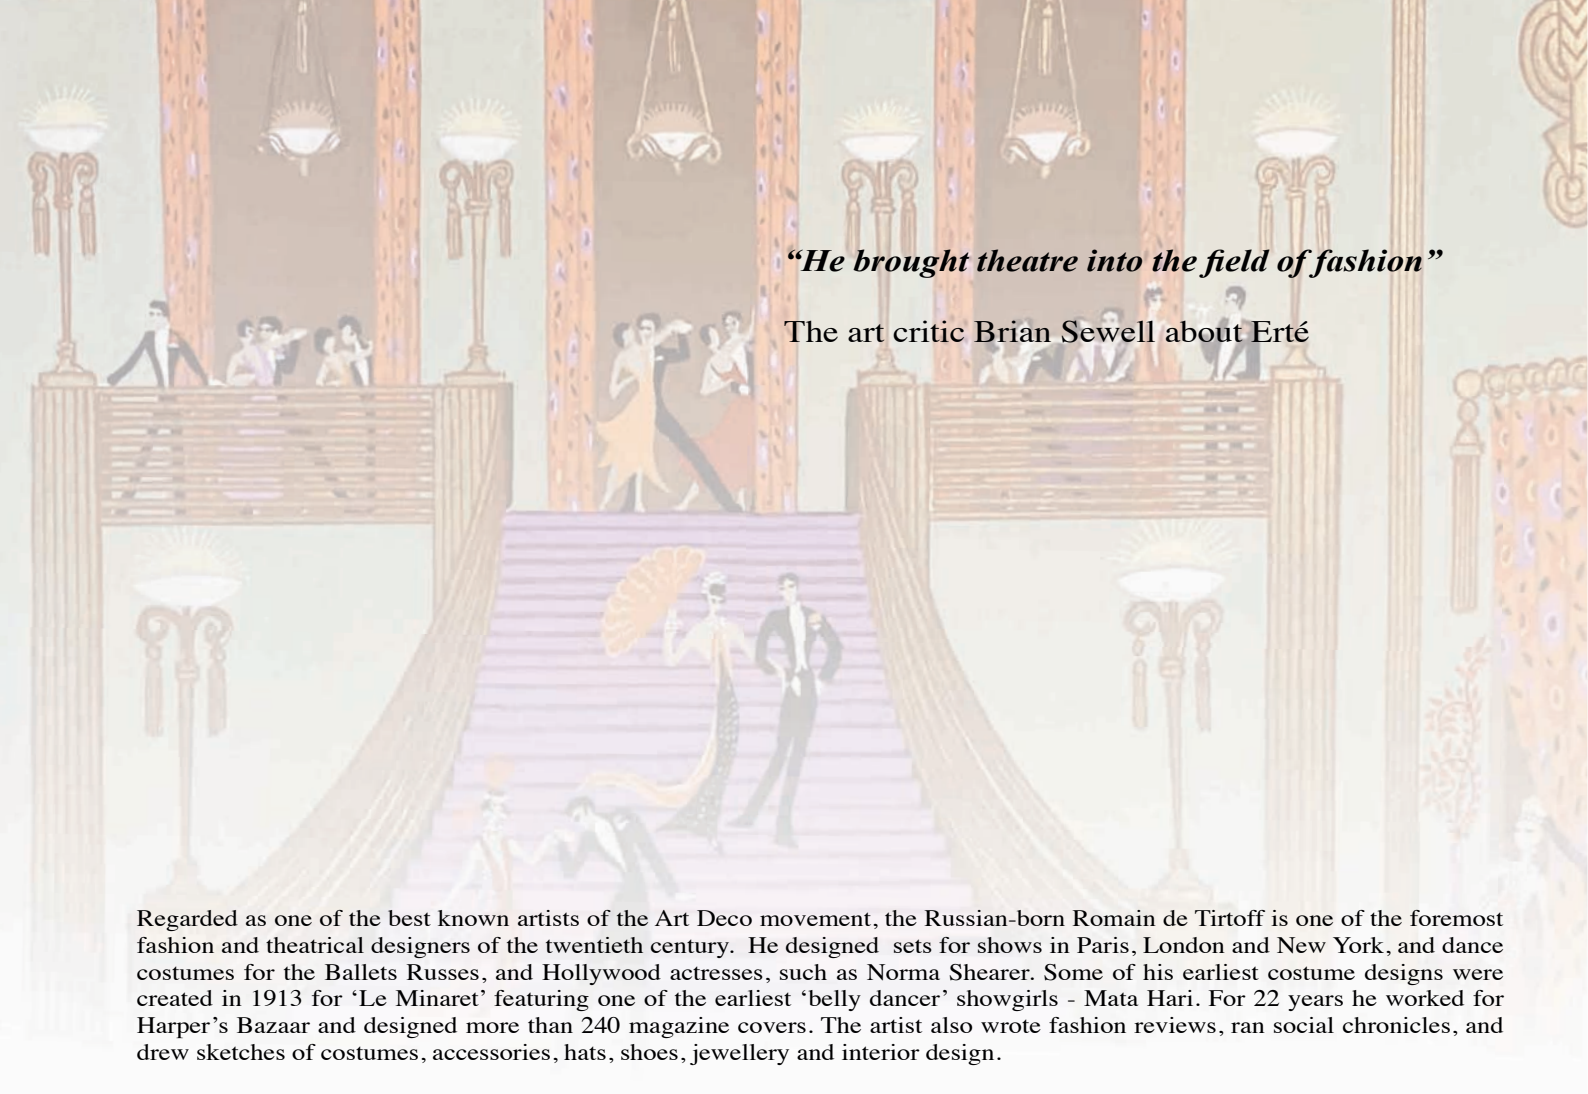 “He brought theatre into the field of fashion”
The art critic Brian Sewell about Erté
Regarded as one of the best known artists of the Art Deco movement, the Russian-born Romain de Tirtoff is one of the foremost
fashion and theatrical designers of the twentieth century.  He designed  sets for shows in Paris, London and New York, and dance
costumes for the Ballets Russes, and Hollywood actresses, such as Norma Shearer. Some of his earliest costume designs were
created in 1913 for ‘Le Minaret’ featuring one of the earliest ‘belly dancer’ showgirls - Mata Hari. For 22 years he worked for
Harper’s Bazaar and designed more than 240 magazine covers. The artist also wrote fashion reviews, ran social chronicles, and
drew sketches of costumes, accessories, hats, shoes, jewellery and interior design.